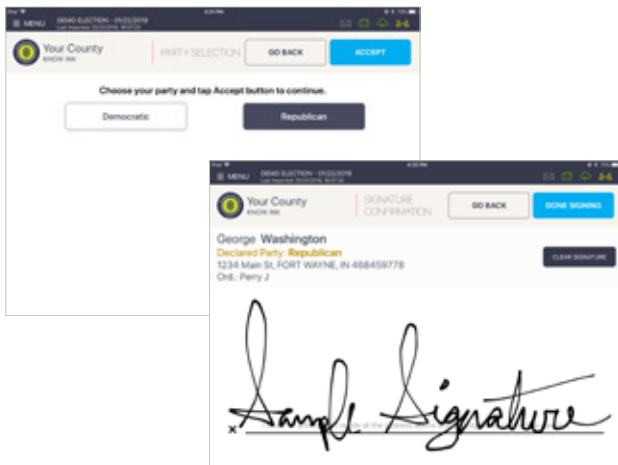 MENU
DEMO ELECTION - 01/22/2019
Your County
KNOW INK
PARTY SELECTION
GO BACK
ACCEPT
Choose your party and tap Accept button to continue.
Democratic
Republican
MENU
DEMO ELECTION - 01/22/2019
Your County
KNOW INK
SIGNATURE
CONFIRMATION
GO BACK
DONE SIGNING
George Washington
Declared Party: Republican
1234 Main St, FORT WAYNE, IN 468459778
Ord.: Perry J
CLEAR SIGNATURE
Sample Signature
x